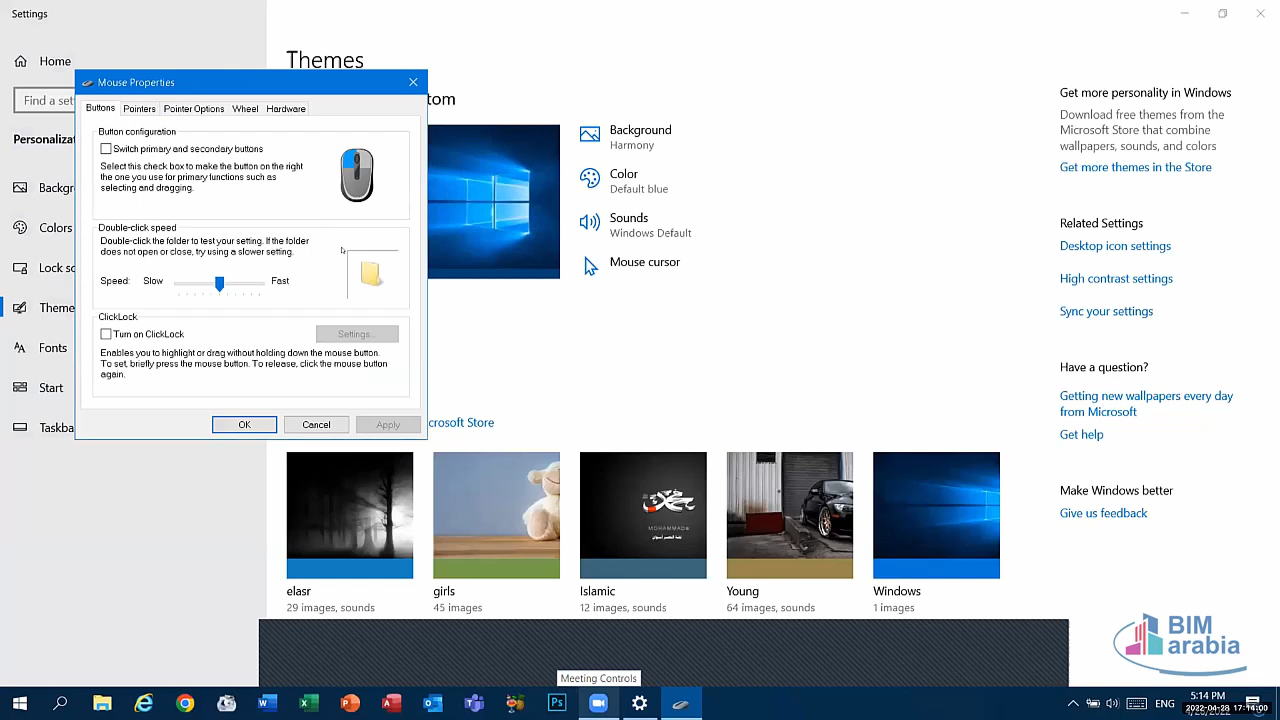 Settings
Home
Find a set
Personalizat
Backgr
Colors
Lock sc
Theme
Fonts
Start
Taskba
Mouse Properties
Buttons
Pointers
Pointer Options
Wheel
Hardware
Button configuration
Switch primary and secondary buttons
Select this check box to make the button on the right
the one you use for primary functions such as
selecting and dragging.
Double-click speed
Double-click the folder to test your setting. If the folder
does not open or close, try using a slower setting.
Speed: Slow Fast
ClickLock
Turn on ClickLock
Settings...
Enables you to highlight or drag without holding down the mouse button.
To set, briefly press the mouse button. To release, click the mouse button
again.
OK
Cancel
Apply
Themes
tom
Background
Harmony
Color
Default blue
Sounds
Windows Default
Mouse cursor
crosoft Store
MOHAMMAD
elasr
29 images, sounds
girls
45 images
Islamic
12 images, sounds
Young
64 images, sounds
Windows
1 images
Get more personality in Windows
Download free themes from the
Microsoft Store that combine
wallpapers, sounds, and colors
Get more themes in the Store
Related Settings
Desktop icon settings
High contrast settings
Sync your settings
Have a question?
Getting new wallpapers every day
from Microsoft
Get help
Make Windows better
Give us feedback
BIM
arabia
Meeting Controls
Ps
ENG
5:14 PM
2022-04-28 17:14:00